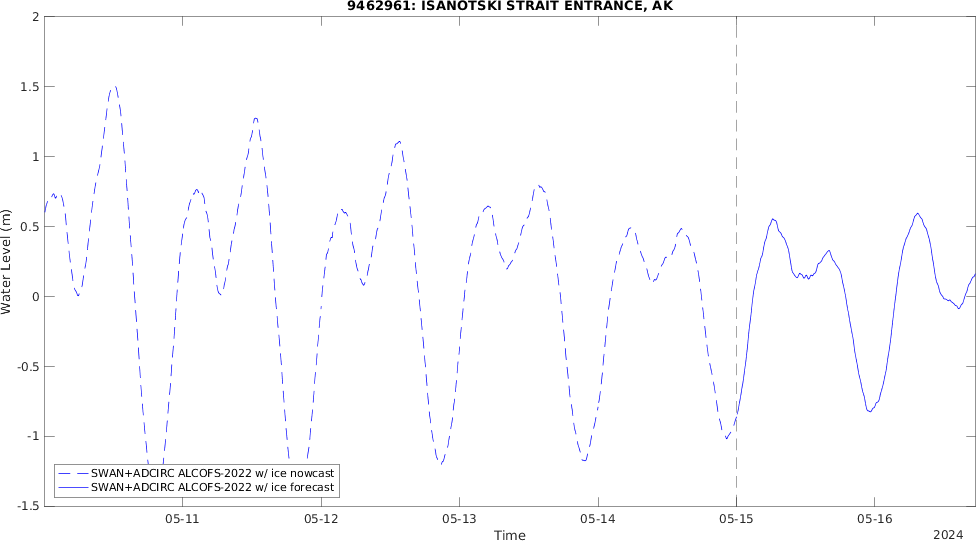 9462961: ISANOTSKI STRAIT ENTRANCE, AK
2
1.5
1
0.5
0
-0.5
-1
-1.5
Water Level (m)
SWAN+ADCIRC ALCOFS-2022 w/ ice nowcast
SWAN+ADCIRC ALCOFS-2022 w/ ice forecast
05-11 05-12 05-13 05-14 05-15 05-16
Time
2024